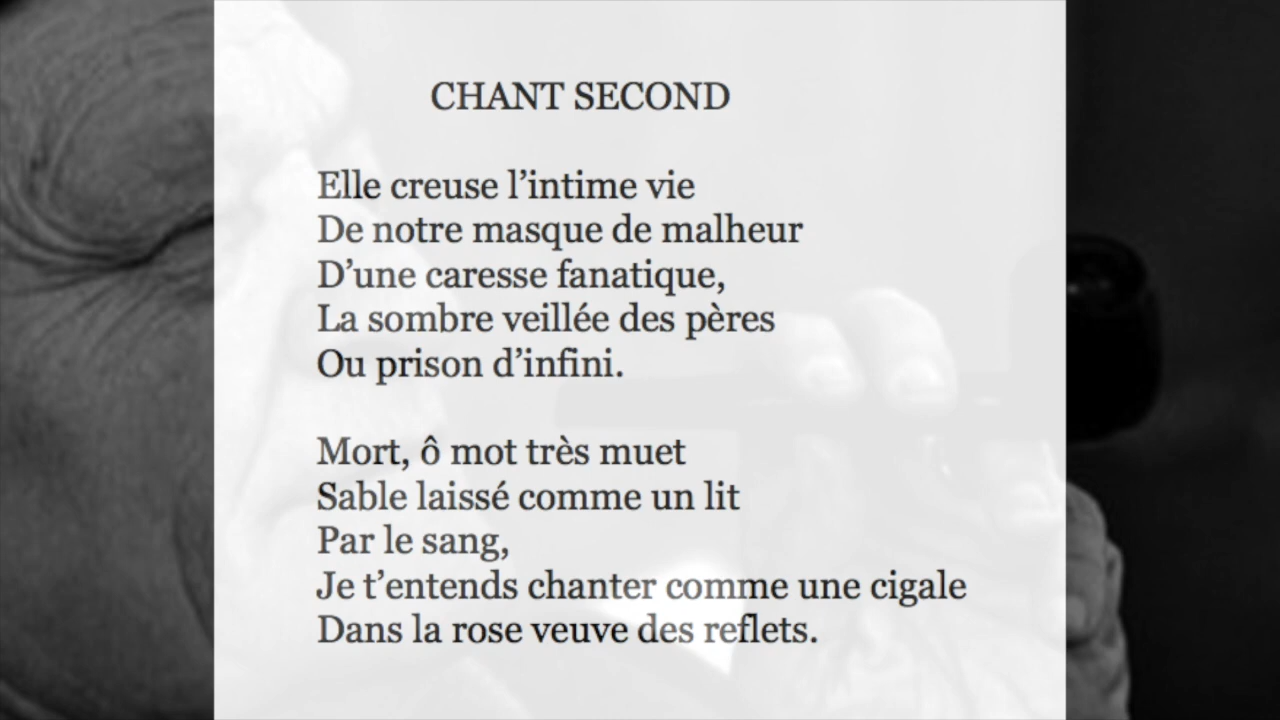 CHANT SECOND
Elle creuse l’intime vie
De notre masque de malheur
D’une caresse fanatique,
La sombre veillée des pères
Ou prison d’infini.
Mort, ô mot très muet
Sable laissé comme un lit
Par le sang,
Je t’entends chanter comme une cigale
Dans la rose veuve des reflets.